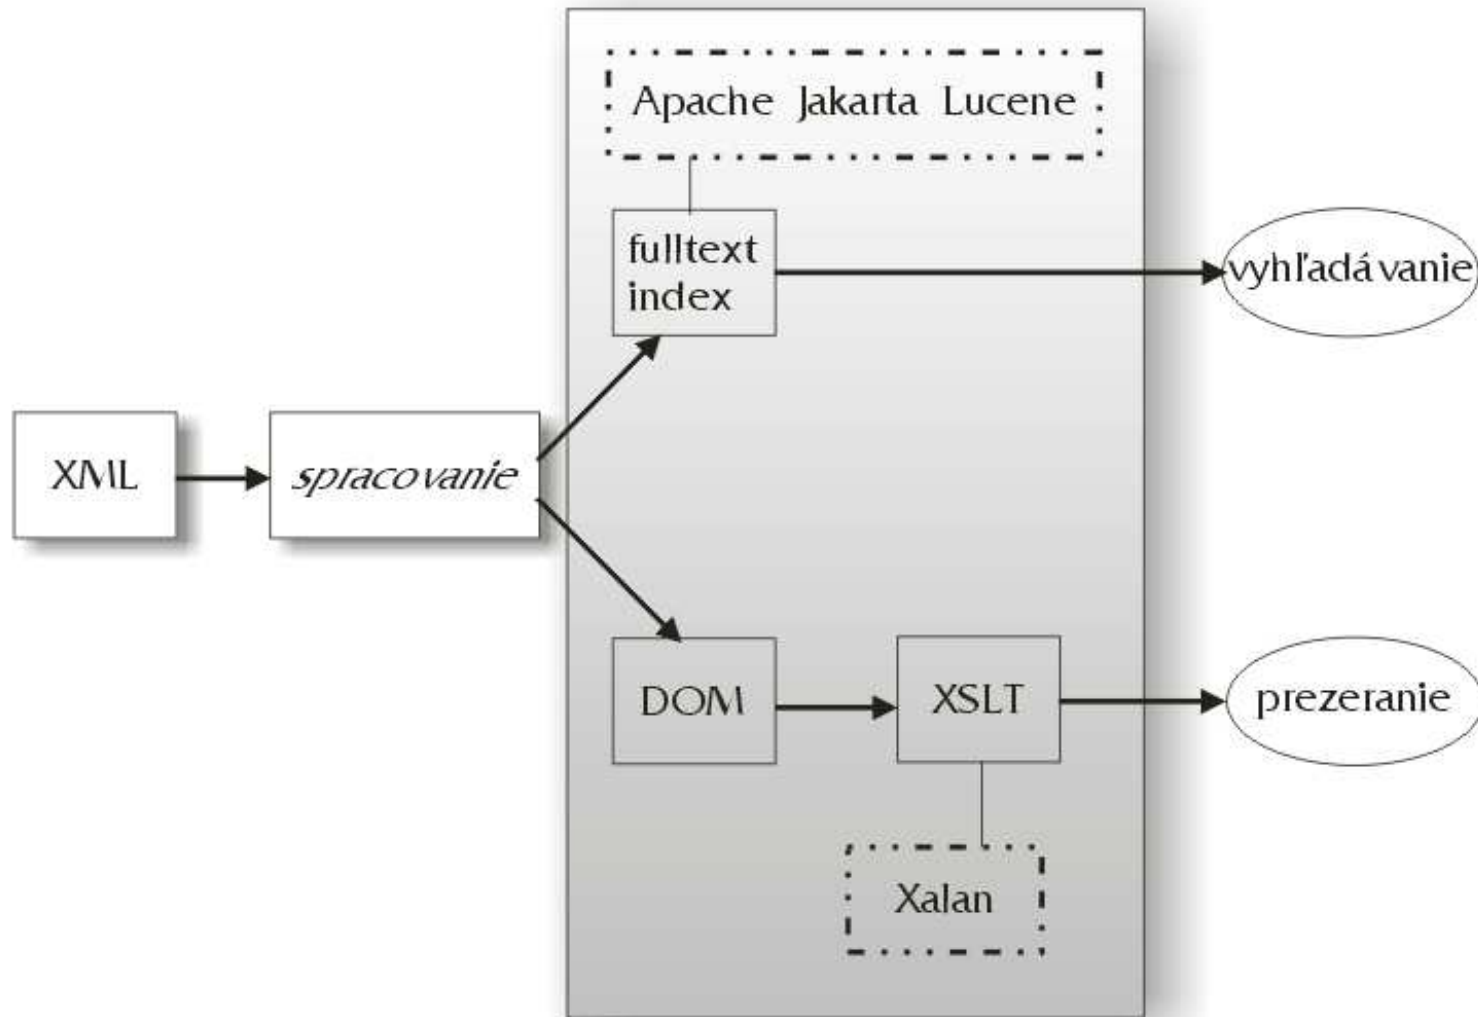 Apache Jakarta Lucene
fulltext
index
vyhľadávanie
XML
spracovanie
DOM
XSLT
prezeranie
Xalan